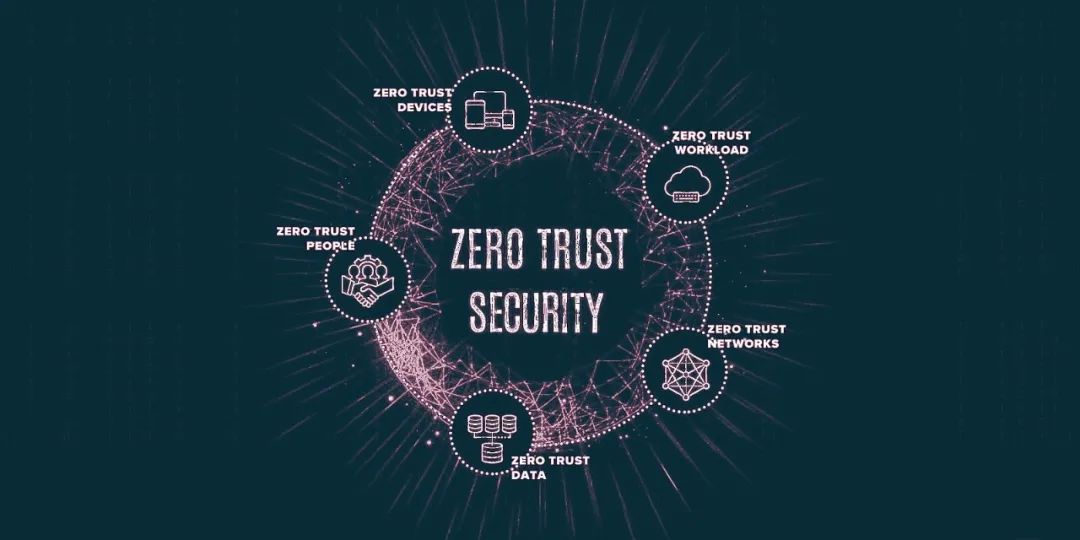 ZERO TRUST
DEVICES
ZERO TRUST
WORKLOAD
ZERO TRUST
PEOPLE
ZERO TRUST
SECURITY
ZERO TRUST
NETWORKS
ZERO TRUST
DATA